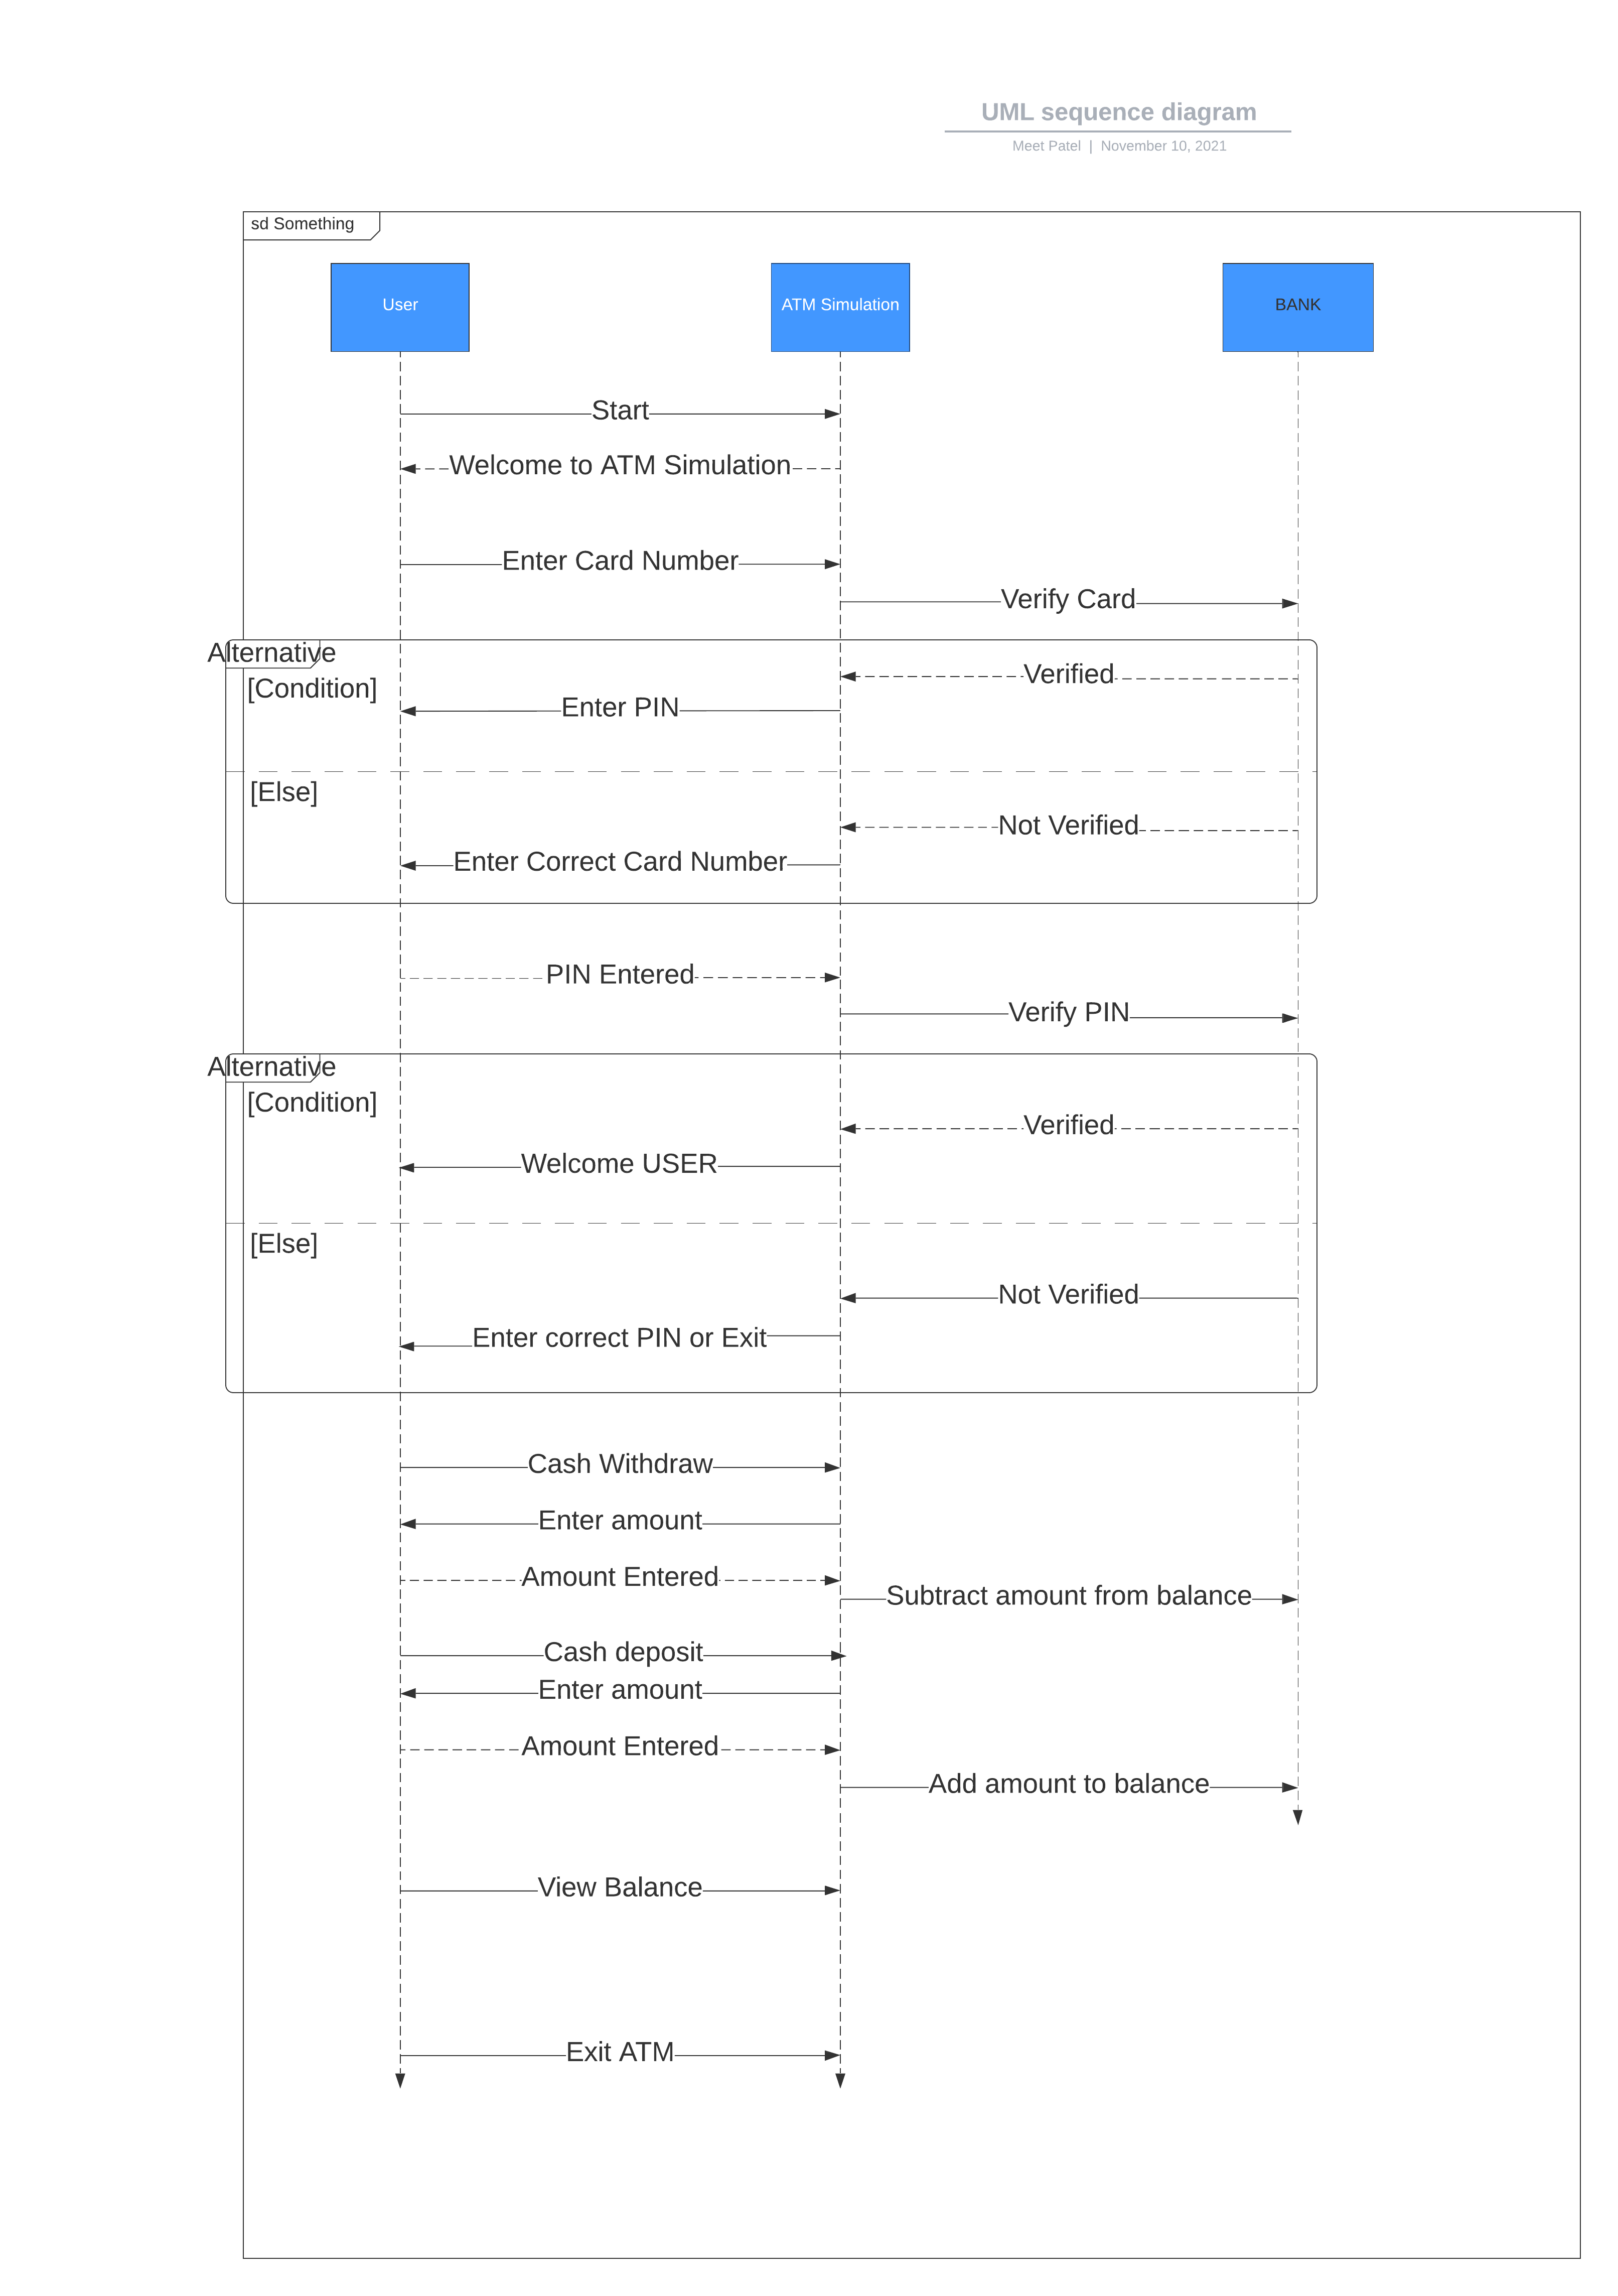 UML sequence diagram
Meet Patel | November 10, 2021
sd Something
User
ATM Simulation
BANK
Start
Welcome to ATM Simulation
Enter Card Number
Verify Card
Alternative
Verified
[Condition]
Enter PIN
[Else]
Not Verified
Enter Correct Card Number
PIN Entered
Verify PIN
Alternative
[Condition]
Verified
Welcome USER
[Else]
Not Verified
Enter correct PIN or Exit
Cash Withdraw
Enter amount
Amount Entered
Subtract amount from balance
Cash deposit
Enter amount
Amount Entered
Add amount to balance
View Balance
Exit ATM